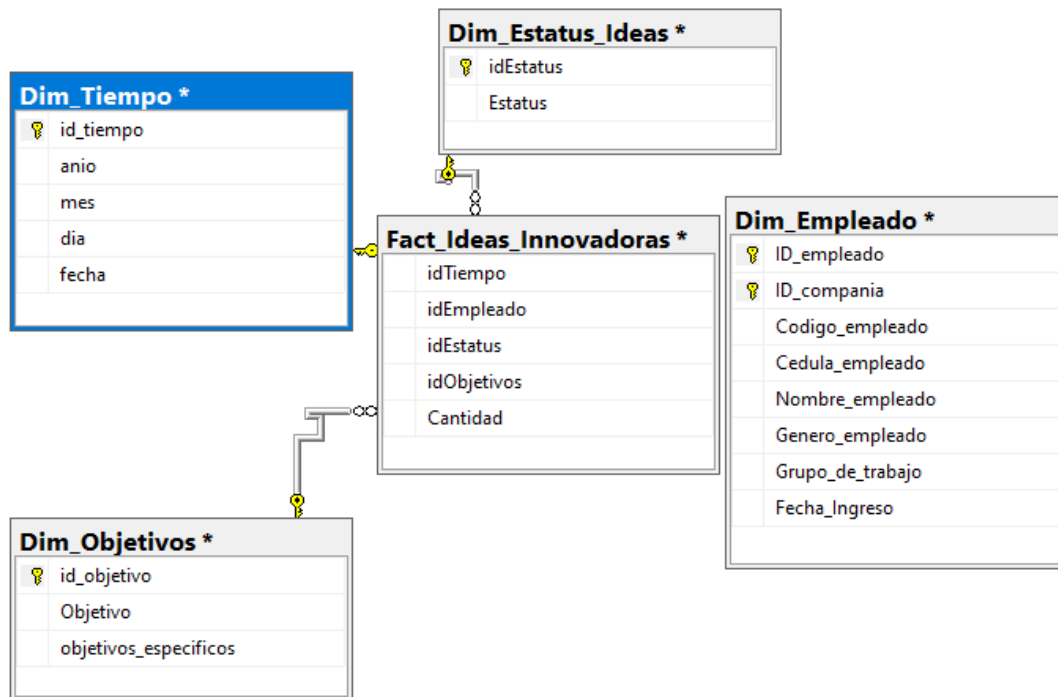 Dim_Estatus_Ideas *
idEstatus
Estatus
Dim_Tiempo *
id_tiempo
anio
mes
dia
fecha
Fact_Ideas_Innovadoras *
idTiempo
idEmpleado
idEstatus
idObjetivos
Cantidad
Dim_Empleado *
ID_empleado
ID_compania
Codigo_empleado
Cedula_empleado
Nombre_empleado
Genero_empleado
Grupo_de_trabajo
Fecha_Ingreso
Dim_Objetivos *
id_objetivo
Objetivo
objetivos_especificos